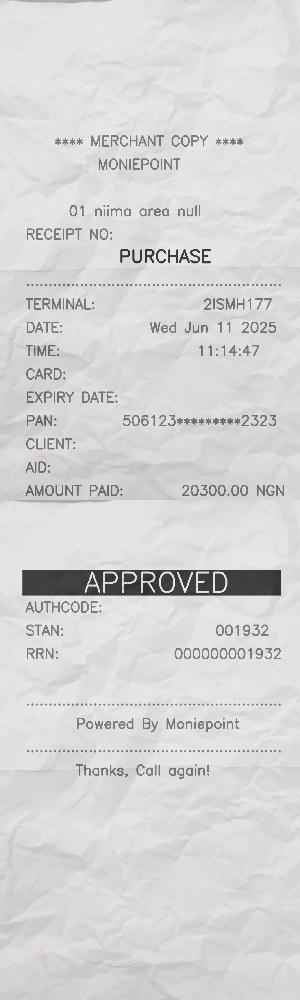 **** MERCHANT COPY ****
MONIEPOINT
01 niima area null
RECEIPT NO:
PURCHASE
TERMINAL: 2ISMH177
DATE: Wed Jun 11 2025
TIME: 11:14:47
CARD:
EXPIRY DATE:
PAN: 506123*********2323
CLIENT:
AID:
AMOUNT PAID: 20300.00 NGN
APPROVED
AUTHCODE:
STAN: 001932
RRN: 000000001932
Powered By Moniepoint
Thanks, Call again!